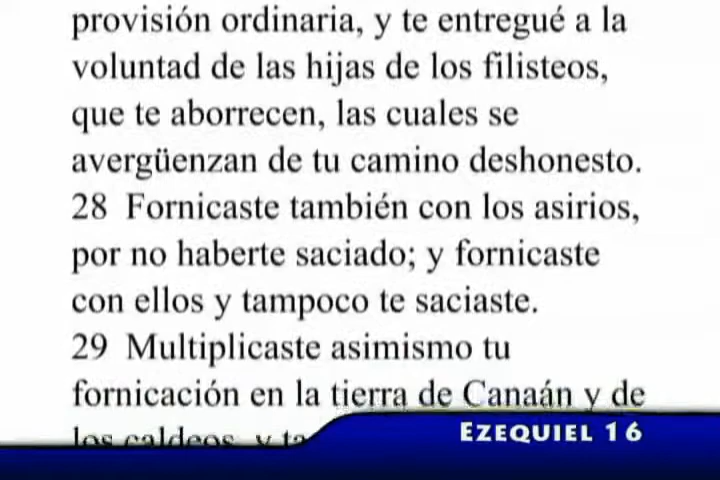 provisión ordinaria, y te entregué a la
voluntad de las hijas de los filisteos,
que te aborrecen, las cuales se
avergüenzan de tu camino deshonesto.
28 Fornicaste también con los asirios,
por no haberte saciado; y fornicaste
con ellos y tampoco te saciaste.
29 Multiplicaste asimismo tu
fornicación en la tierra de Canaán y de
los caldeos, y
EZEQUIEL 16